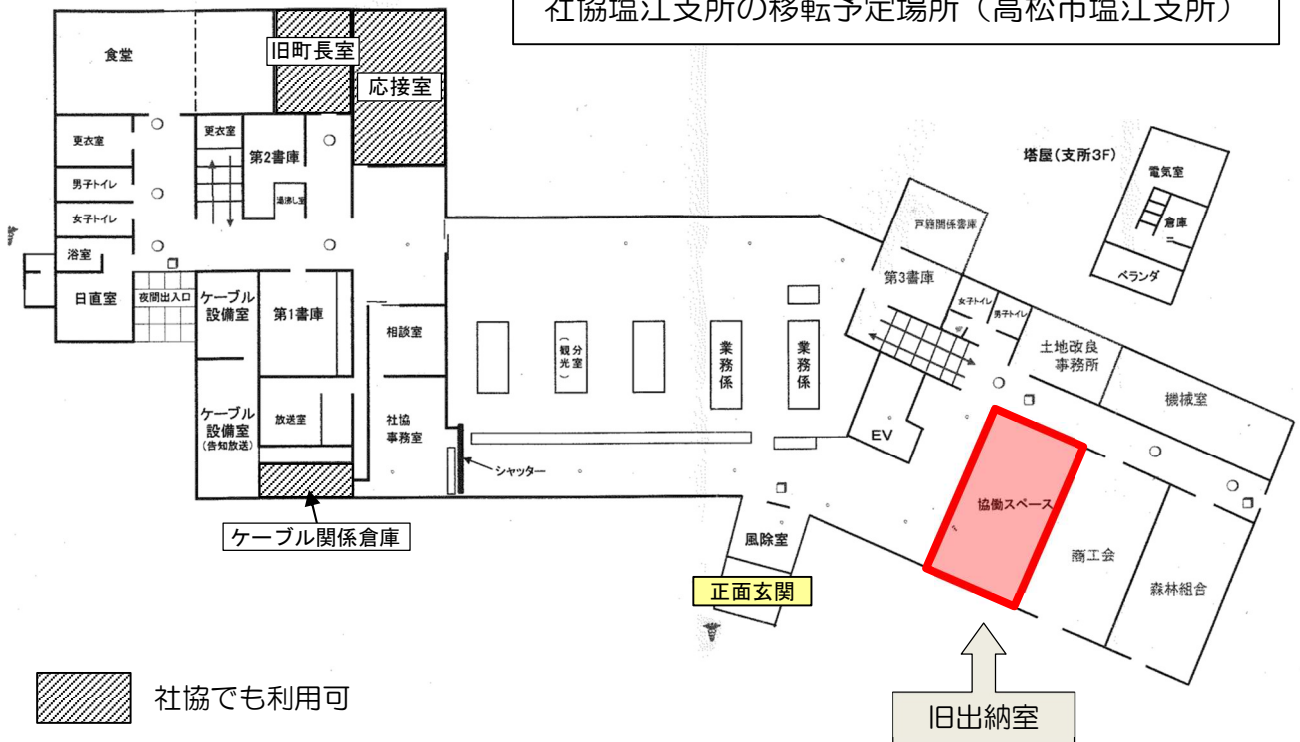 社協塩江支所の移転予定場所（高松市塩江支所）
食堂
旧町長室
応接室
更衣室
更衣室
第2書庫
男子トイレ
湯沸し室
女子トイレ
浴室
日直室
夜間出入口
ケーブル
設備室
第1書庫
相談室
ケーブル
設備室
(告知放送)
放送室
社協
事務室
シャッター
ケーブル関係倉庫
分室
(観光)
業務係
業務係
塔屋(支所3F)
電気室
倉庫
ベランダ
戸籍関係書庫
第3書庫
女子トイレ
男子トイレ
土地改良
事務所
機械室
EV
協働スペース
商工会
森林組合
風除室
正面玄関
旧出納室
社協でも利用可